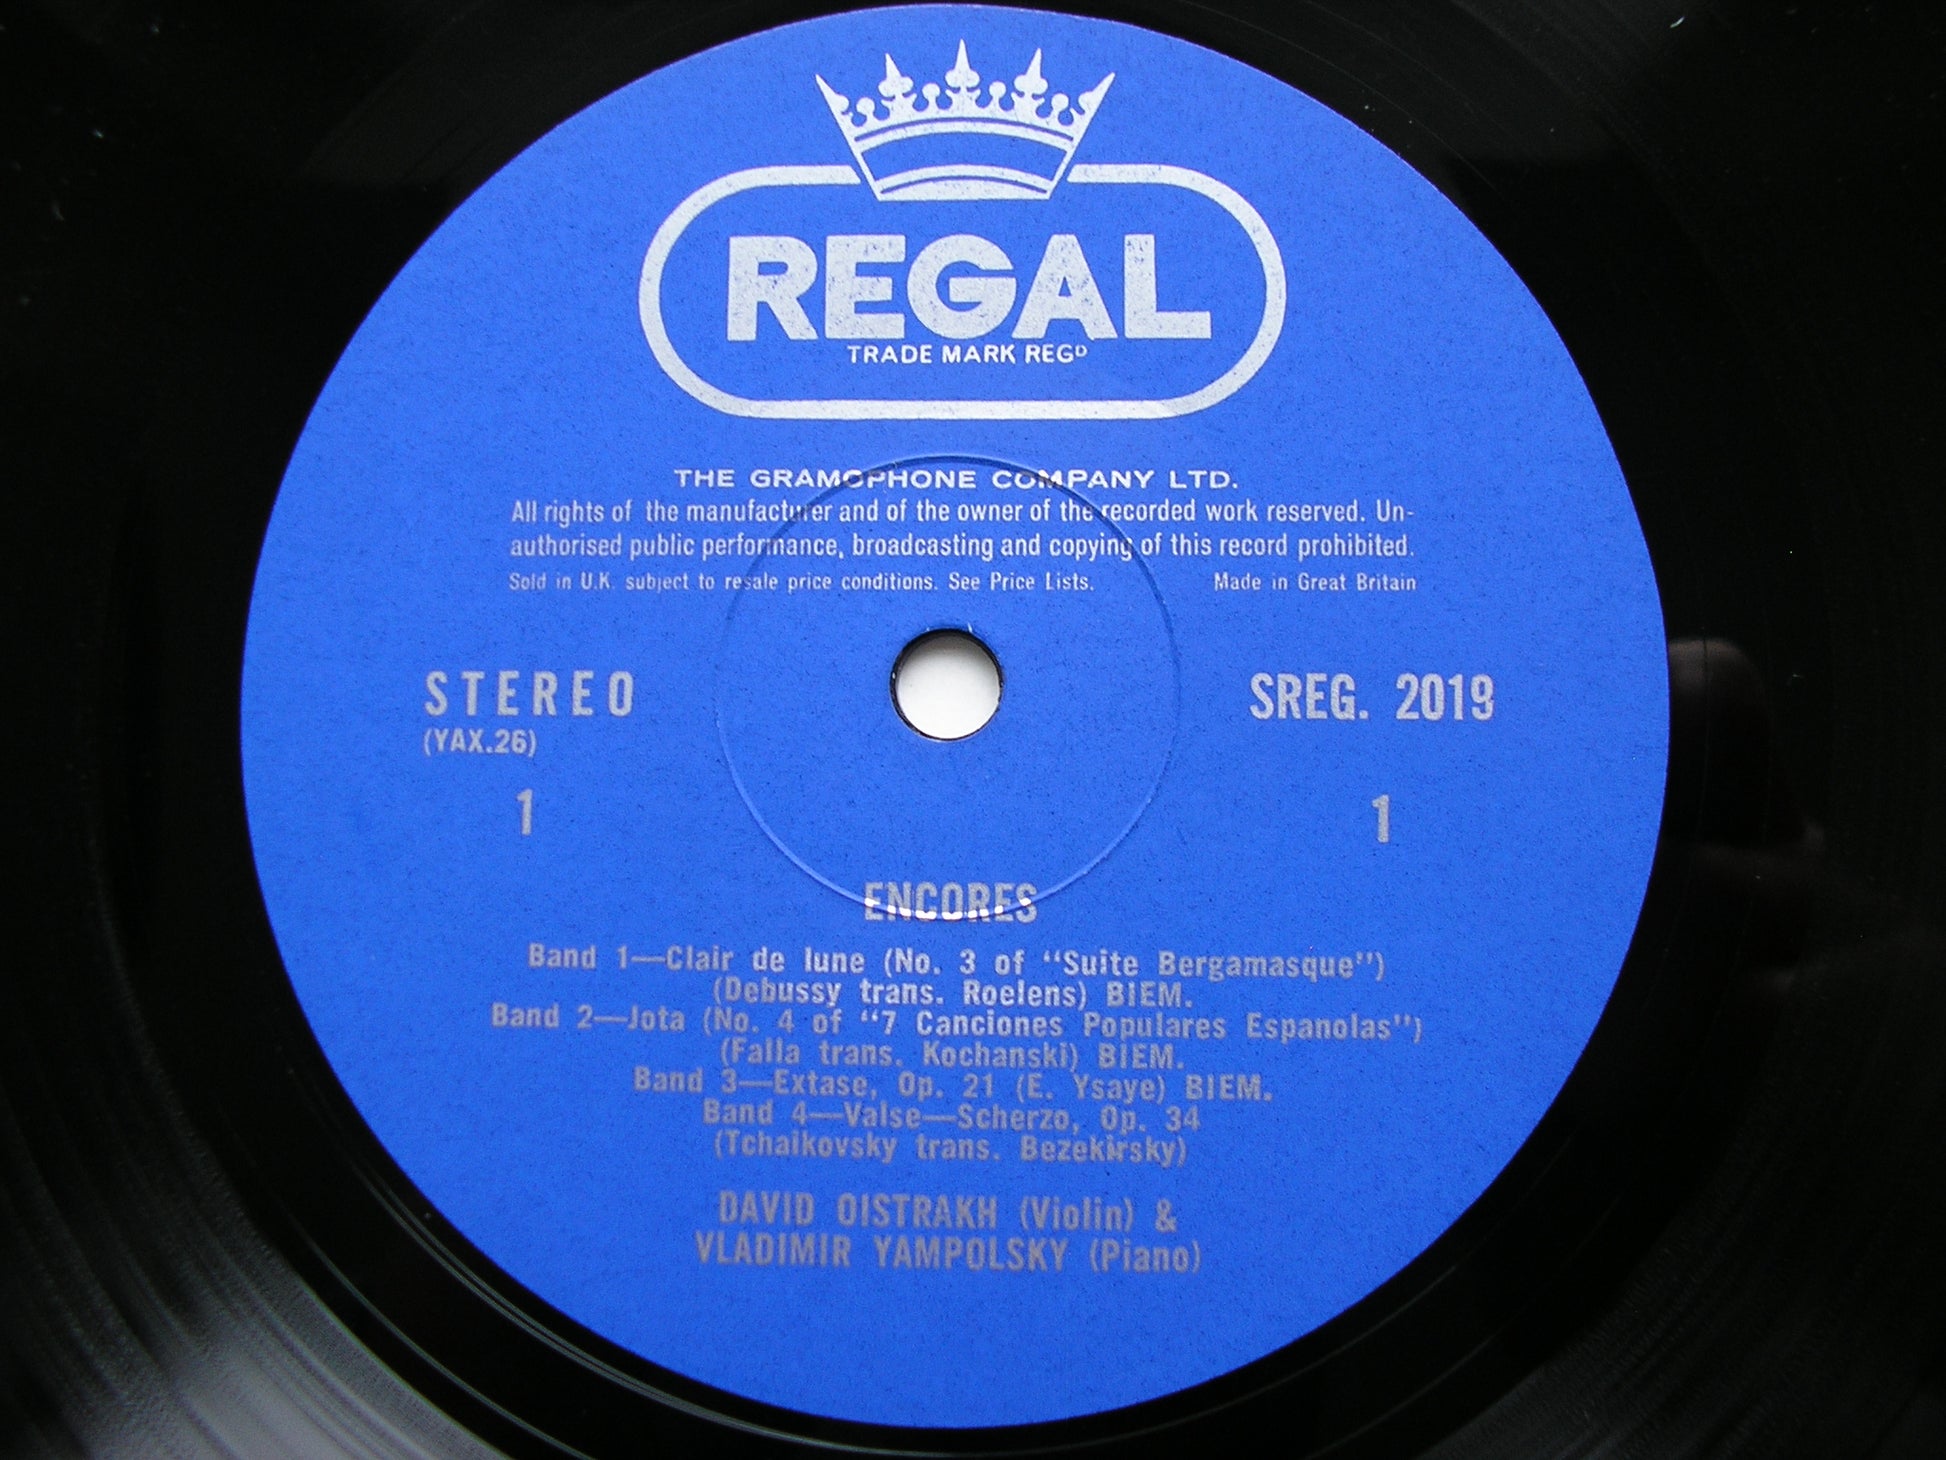 REGAL
TRADE MARK REGD
THE GRAMOPHONE COMPANY LTD.
All rights of the manufacturer and of the owner of the recorded work reserved. Un-
authorised public performance, broadcasting and copying of this record prohibited.
Sold in U.K. subject to resale price conditions. See Price Lists. Made in Great Britain
STEREO SREG. 2019
(YAX.26)
1 1
ENCORES
Band 1—Clair de lune (No. 3 of "Suite Bergamasque")
(Debussy trans. Roelens) BIEM.
Band 2—Jota (No. 4 of "7 Canciones Populares Espanolas")
(Falla trans. Kochanski) BIEM.
Band 3—Extase, Op. 21 (E. Ysaye) BIEM.
Band 4—Valse—Scherzo, Op. 34
(Tchaikovsky trans. Bezekirsky)
DAVID OISTRAKH (Violin) &
VLADIMIR YAMPOLSKY (Piano)